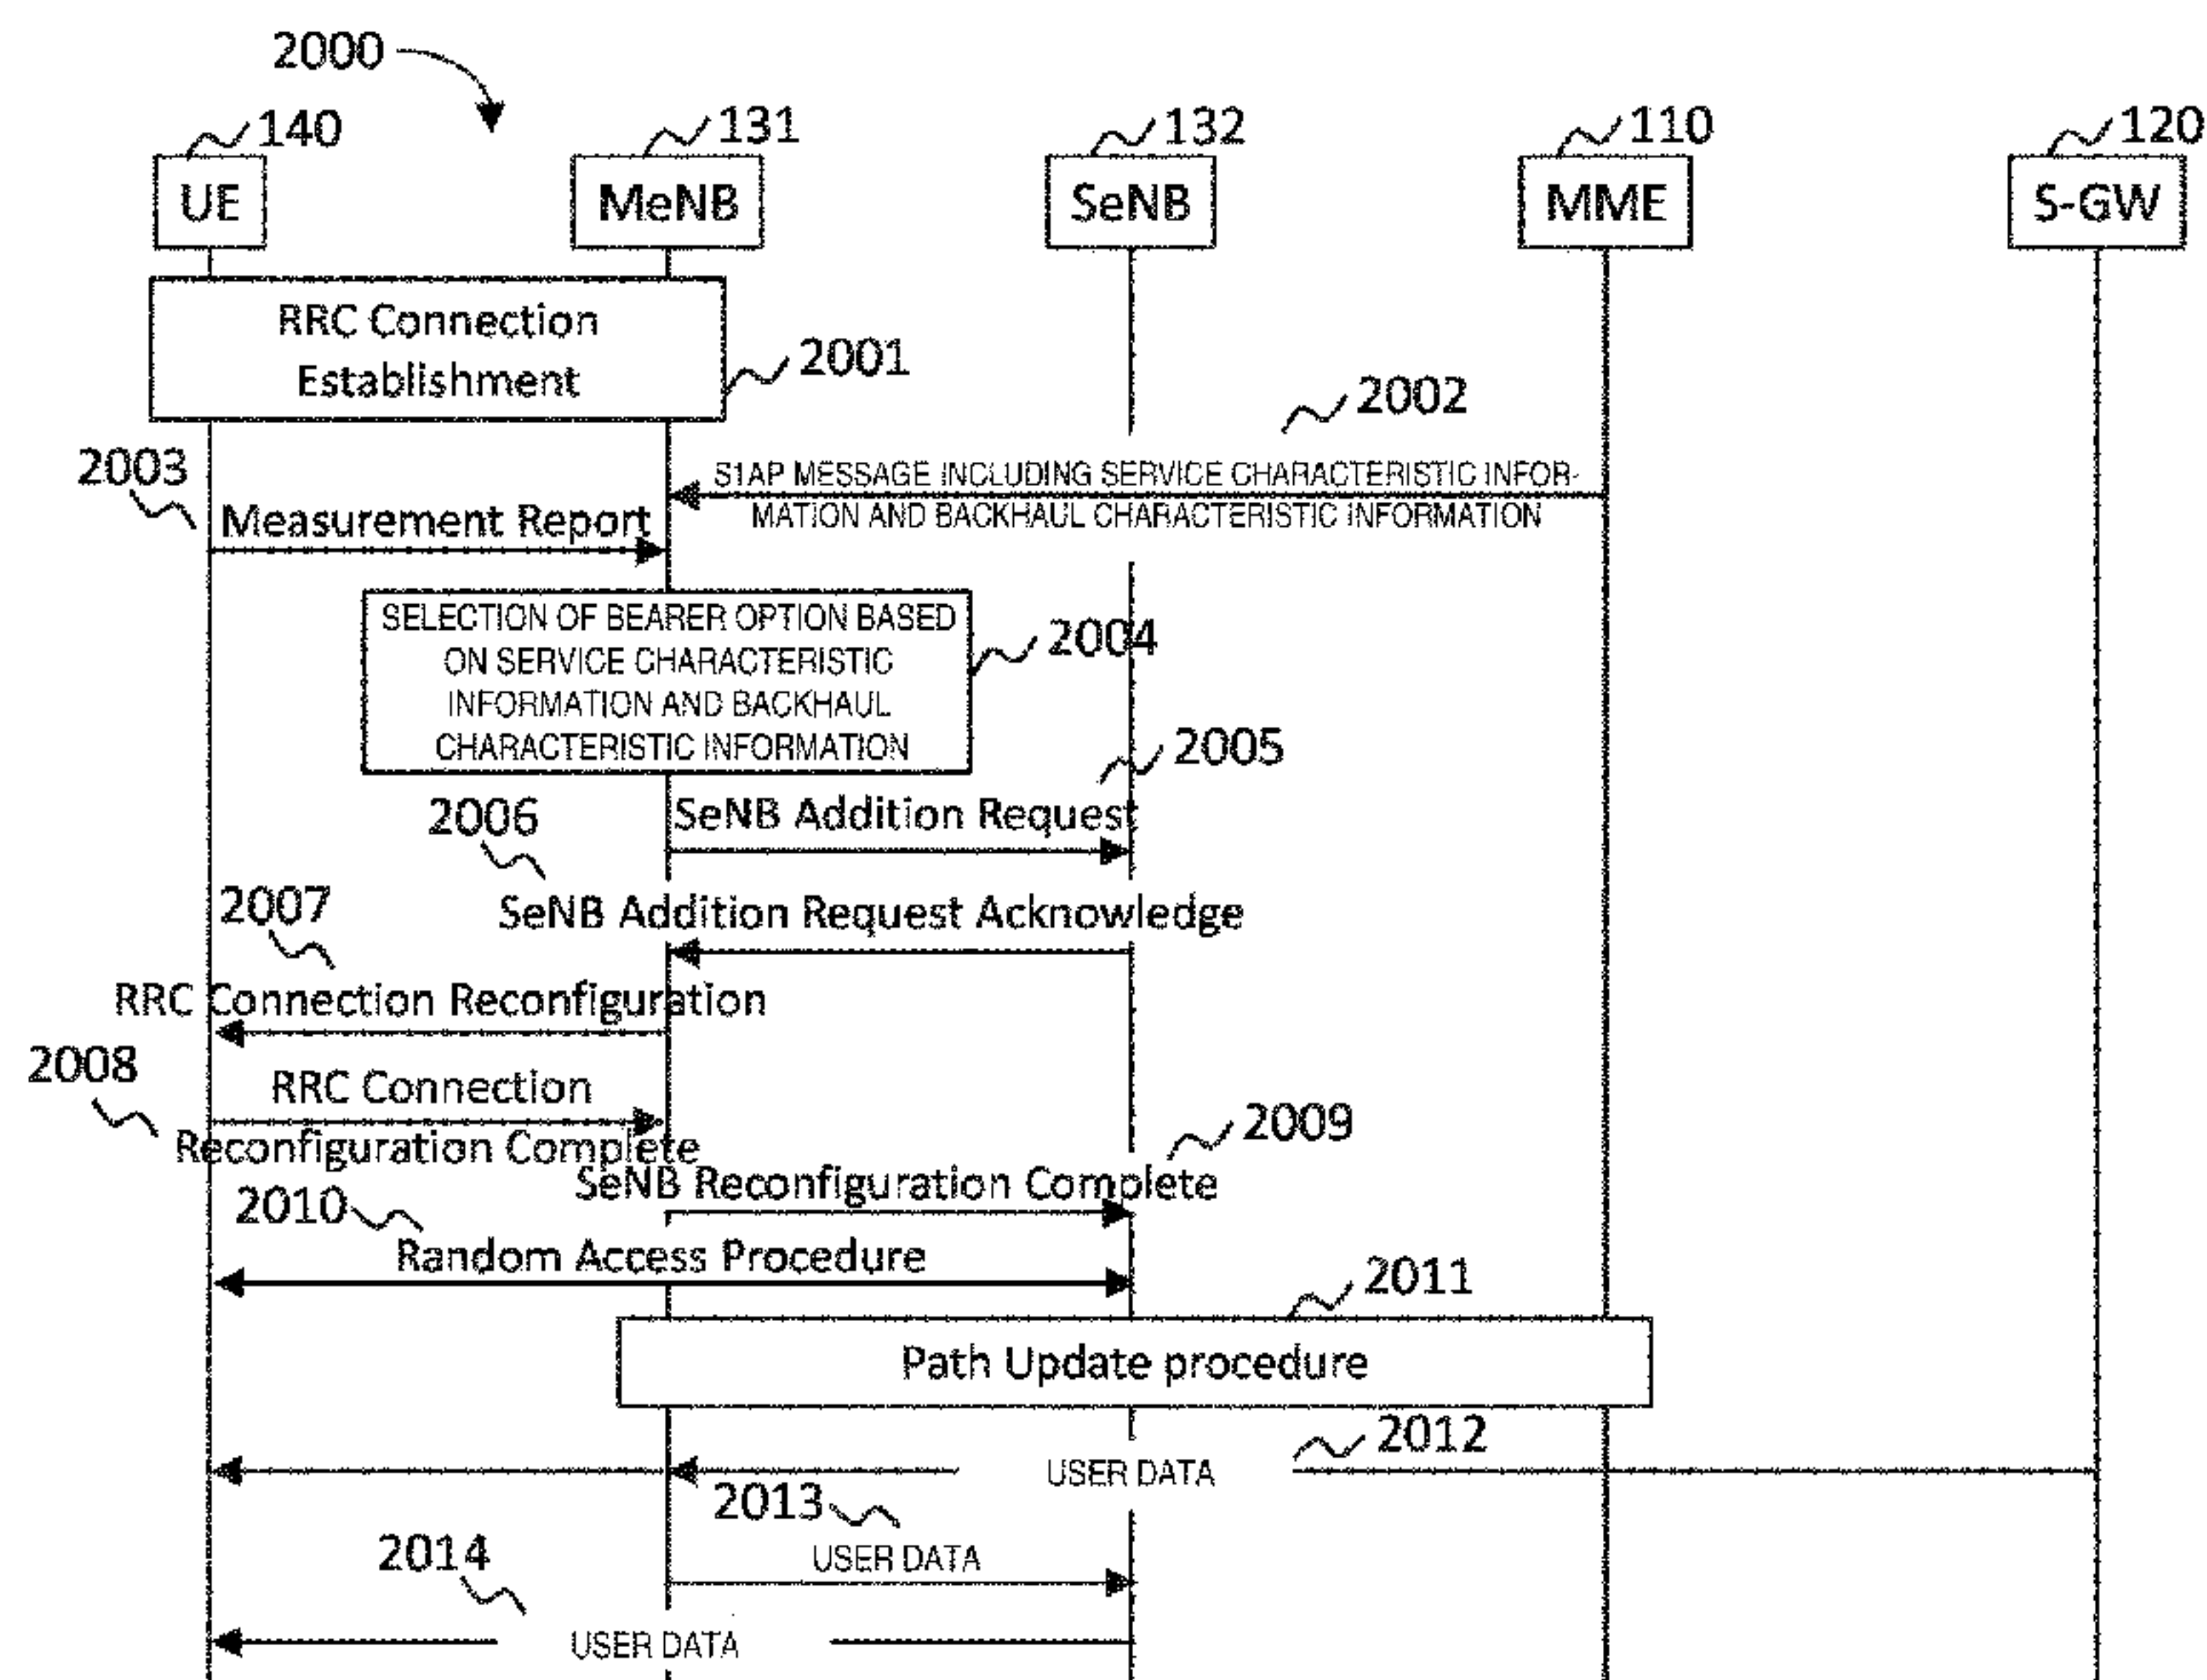 2000
140
131
132
110
120
UE
MeNB
SeNB
MME
S-GW
RRC Connection
Establishment
2001
2002
2003
S1AP MESSAGE INCLUDING SERVICE CHARACTERISTIC INFOR-
MATION AND BACKHAUL CHARACTERISTIC INFORMATION
Measurement Report
SELECTION OF BEARER OPTION BASED
ON SERVICE CHARACTERISTIC
INFORMATION AND BACKHAUL
CHARACTERISTIC INFORMATION
2004
2005
2006
SeNB Addition Request
2007
SeNB Addition Request Acknowledge
RRC Connection Reconfiguration
2008
RRC Connection
Reconfiguration Complete
2009
SeNB Reconfiguration Complete
2010
Random Access Procedure
2011
Path Update procedure
2012
USER DATA
2013
USER DATA
2014
USER DATA